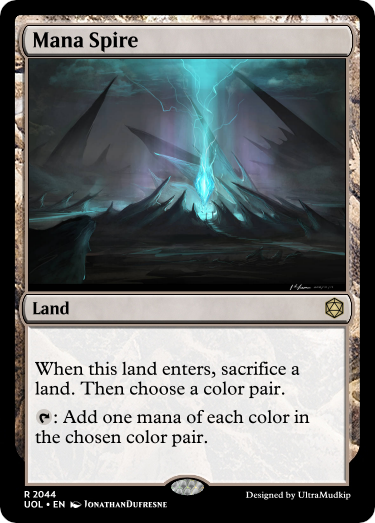 Mana Spire
Land
When this land enters, sacrifice a
land. Then choose a color pair.
: Add one mana of each color in
the chosen color pair.
R 2044
UOL • EN JonathanDufresne
Designed by UltraMudkip